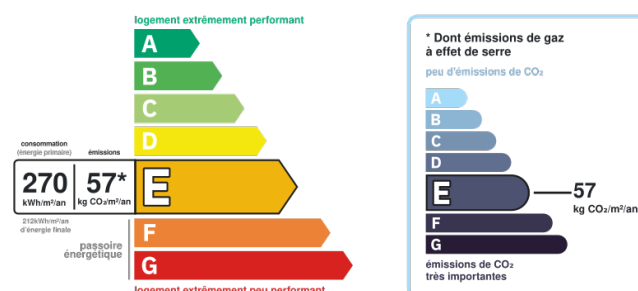 logement extrêmement performant
A
B
C
D
consommation
(énergie primaire)
émissions
270
kWh/m²/an
57*
kg CO₂/m²/an
E
212kWh/m²/an
d'énergie finale
F
passoire
énergétique
G
logement extrêmement peu performant
* Dont émissions de gaz
à effet de serre
peu d'émissions de CO₂
A
B
C
D
E
57
kg CO₂/m²/an
F
G
émissions de CO₂
très importantes